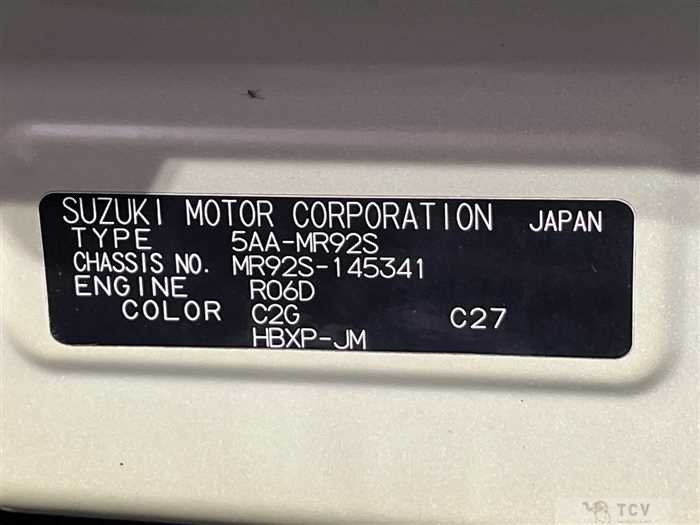 SUZUKI MOTOR CORPORATION JAPAN
TYPE 5AA-MR92S
CHASSIS NO. MR92S-145341
ENGINE R06D
COLOR C2G C27
HBXP-JM
TCV